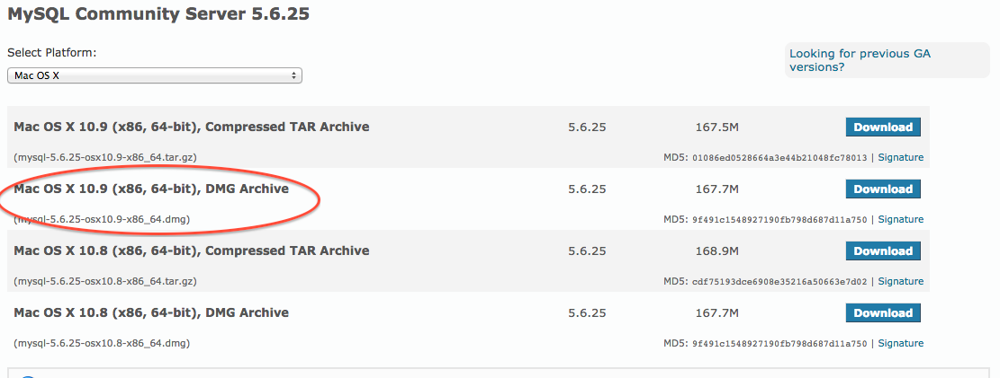 MySQL Community Server 5.6.25
Select Platform:
Looking for previous GA
versions?
Mac OS X
Mac OS X 10.9 (x86, 64-bit), Compressed TAR Archive 5.6.25 167.5M Download
(mysql-5.6.25-osx10.9-x86_64.tar.gz) MD5: 01086ed0528664a3e44b21048fc78013 | Signature
Mac OS X 10.9 (x86, 64-bit), DMG Archive 5.6.25 167.7M Download
(mysql-5.6.25-osx10.9-x86_64.dmg) MD5: 9f491c1548927190fb798d687d11a750 | Signature
Mac OS X 10.8 (x86, 64-bit), Compressed TAR Archive 5.6.25 168.9M Download
(mysql-5.6.25-osx10.8-x86_64.tar.gz) MD5: cdf75193dce6908e35216a50663e7d02 | Signature
Mac OS X 10.8 (x86, 64-bit), DMG Archive 5.6.25 167.7M Download
(mysql-5.6.25-osx10.8-x86_64.dmg) MD5: 9f491c1548927190fb798d687d11a750 | Signature